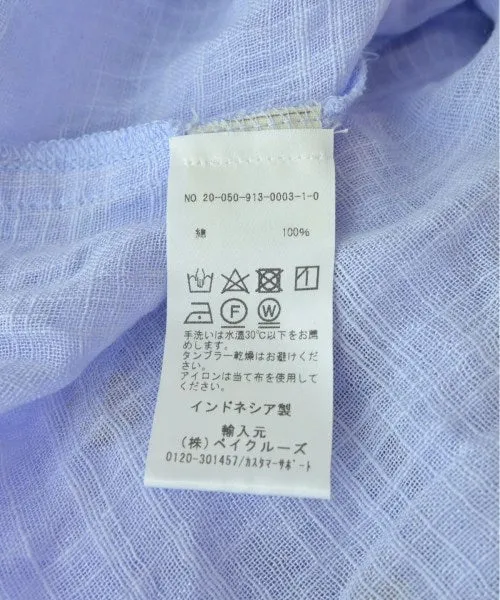 NO 20-050-913-0003-1-0
綿 100%
F W
手洗いは水温30℃以下をお薦
めします。
タンブラー乾燥はお避けくださ
い。
アイロンは当て布を使用して
ください。
インドネシア製
輸入元
(株)ベイクルーズ
0120-301457/カスタマーサポート